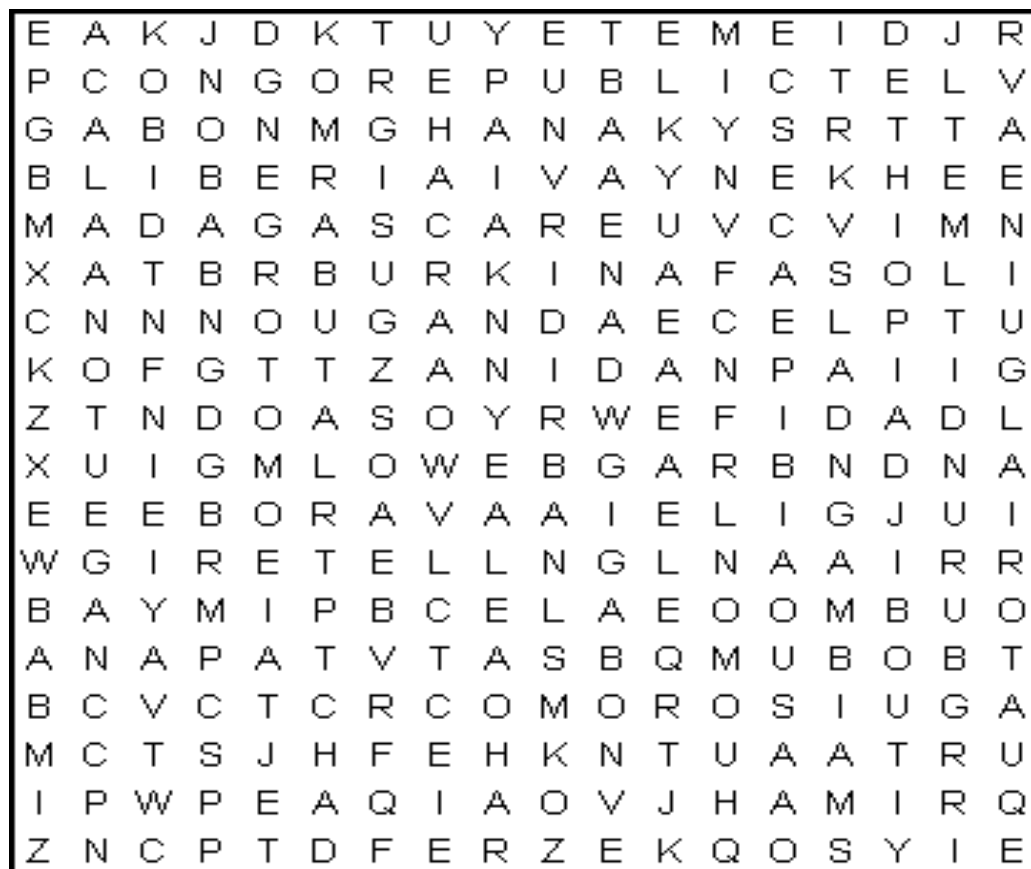 E A K J D K T U Y E T E M E I D J R
P C O N G O R E P U B L I C T E L V
G A B O N M G H A N A K Y S R T T A
B L I B E R I A I V A Y N E K H E E
M A D A G A S C A R E U V C V I M N
X A T B R B U R K I N A F A S O L I
C N N N O U G A N D A E C E L P T U
K O F G T T Z A N I D A N P A I I G
Z T N D O A S O Y R W E F I D A D L
X U I G M L O W E B G A R B N D N A
E E E B O R A V A A I E L I G J U I
W G I R E T E L L N G L N A A I R R
B A Y M I P B C E L A E O O M B U O
A N A P A T V T A S B Q M U B O B T
B C V C T C R C O M O R O S I U G A
M C T S J H F E H K N T U A A T R U
I P W P E A Q I A O V J H A M I R Q
Z N C P T D F E R Z E K Q O S Y I E